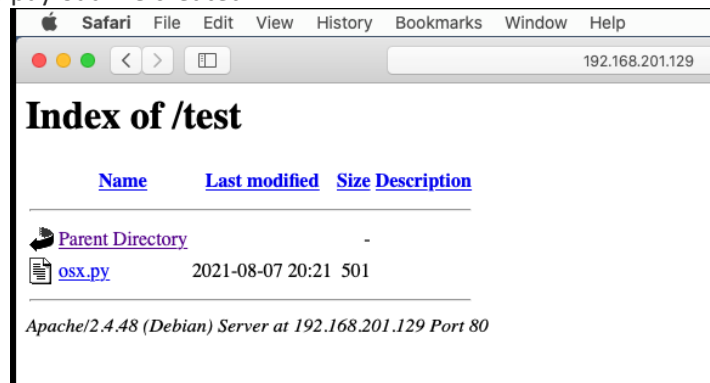 Safari File Edit View History Bookmarks Window Help
192.168.201.129
Index of /test
Name Last modified Size Description
Parent Directory -
osx.py 2021-08-07 20:21 501
Apache/2.4.48 (Debian) Server at 192.168.201.129 Port 80